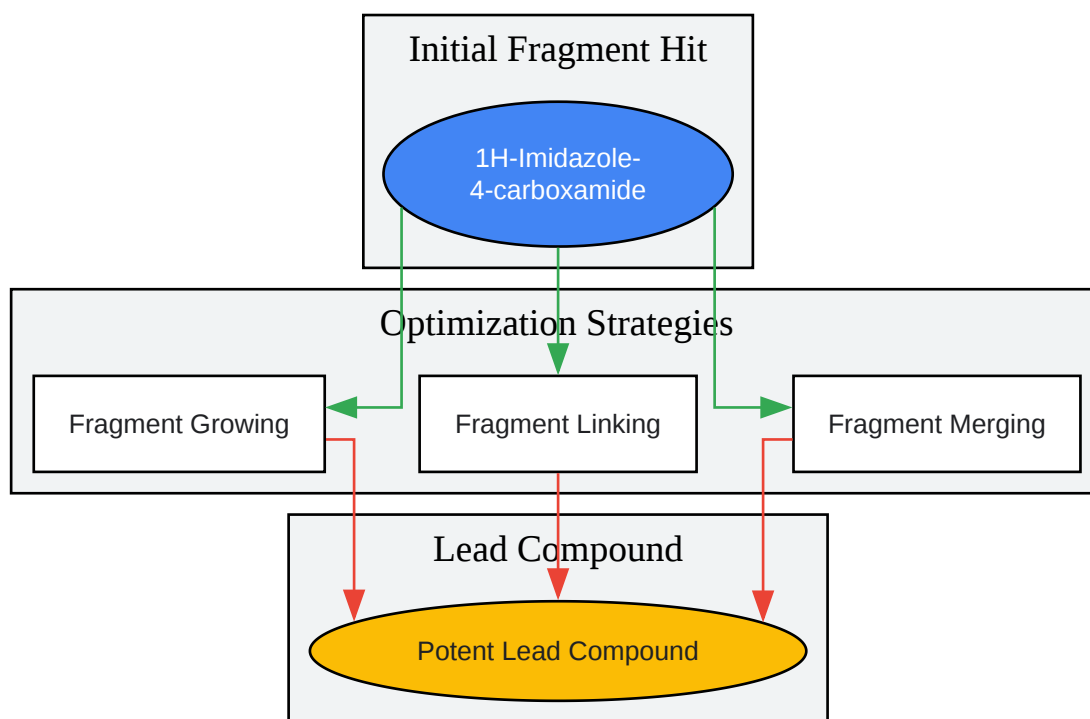 Initial Fragment Hit
1H-Imidazole-
4-carboxamide
Optimization Strategies
Fragment Growing
Fragment Linking
Fragment Merging
Lead Compound
Potent Lead Compound